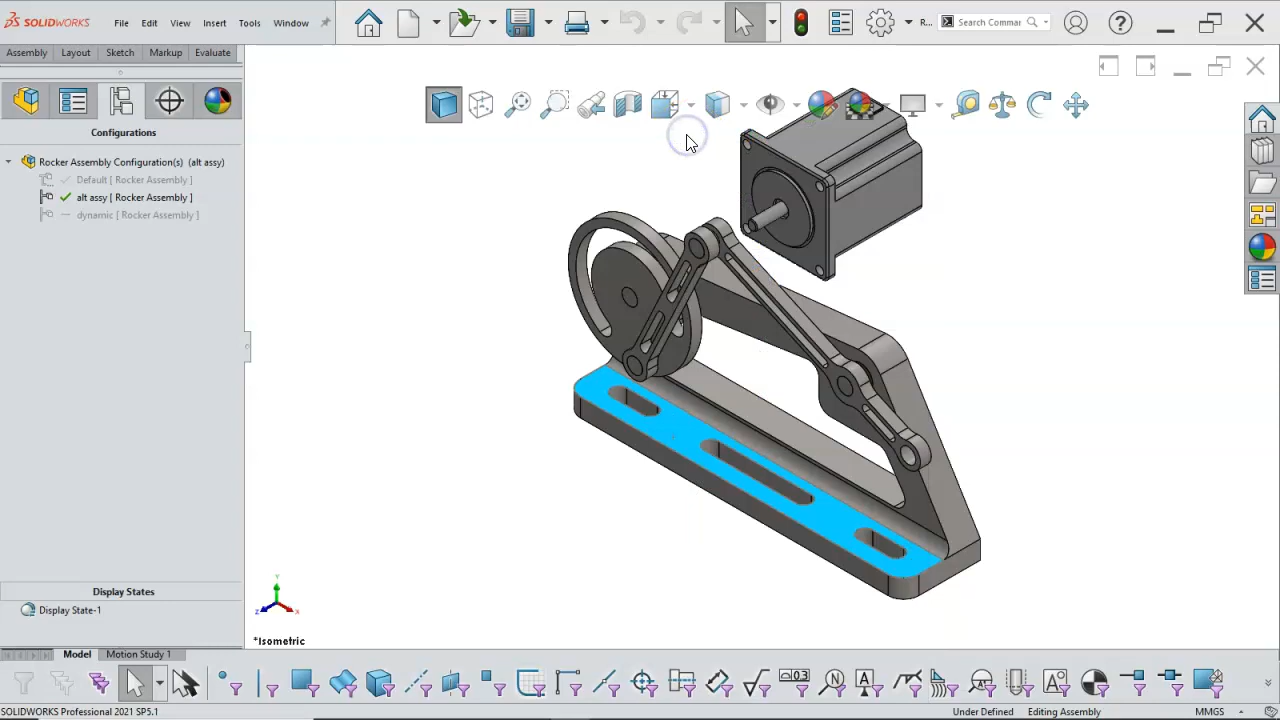 SOLIDWORKS File Edit View Insert Tools Window R... Search Commar
Assembly Layout Sketch Markup Evaluate
Configurations
Rocker Assembly Configuration(s) (alt assy)
Default [ Rocker Assembly ]
alt assy [ Rocker Assembly ]
dynamic [ Rocker Assembly ]
Display States
Display State-1
Y
Z X
*Isometric
Model Motion Study 1
0.3 N A A
SOLIDWORKS Professional 2021 SP5.1 Under Defined Editing Assembly MMGS